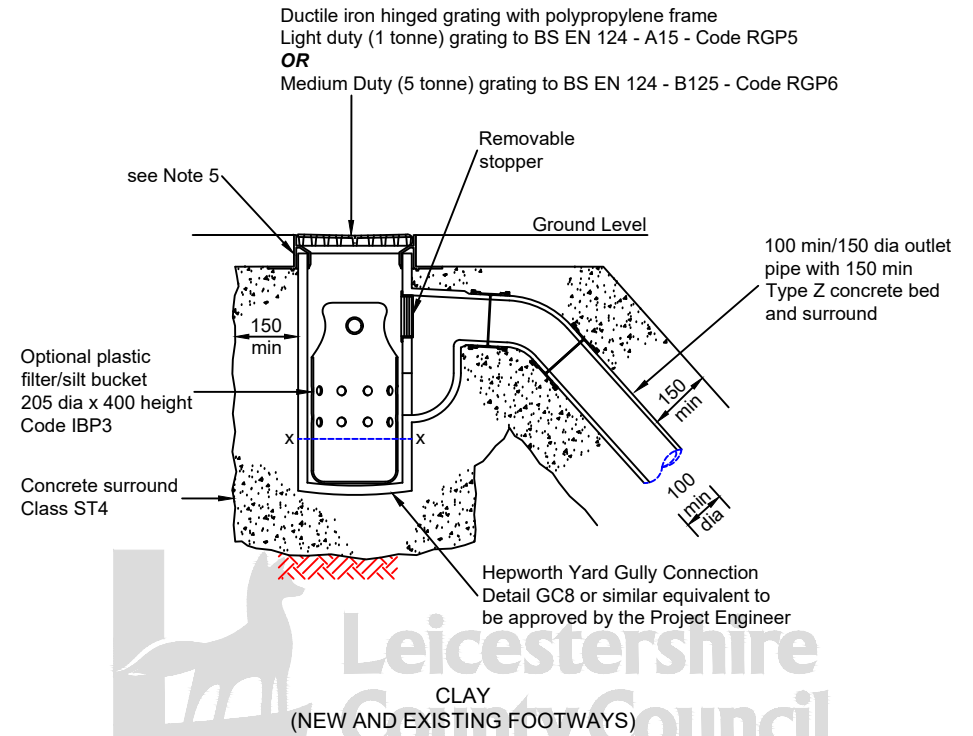 Ductile iron hinged grating with polypropylene frame
Light duty (1 tonne) grating to BS EN 124 - A15 - Code RGP5
OR
Medium Duty (5 tonne) grating to BS EN 124 - B125 - Code RGP6
Removable
stopper
see Note 5
Ground Level
100 min/150 dia outlet
pipe with 150 min
Type Z concrete bed
and surround
150
min
150
min
Optional plastic
filter/silt bucket
205 dia x 400 height
Code IBP3
x
x
Concrete surround
Class ST4
100
min
dia
Hepworth Yard Gully Connection
Detail GC8 or similar equivalent to
be approved by the Project Engineer
Leicestershire
County Council
CLAY
(NEW AND EXISTING FOOTWAYS)